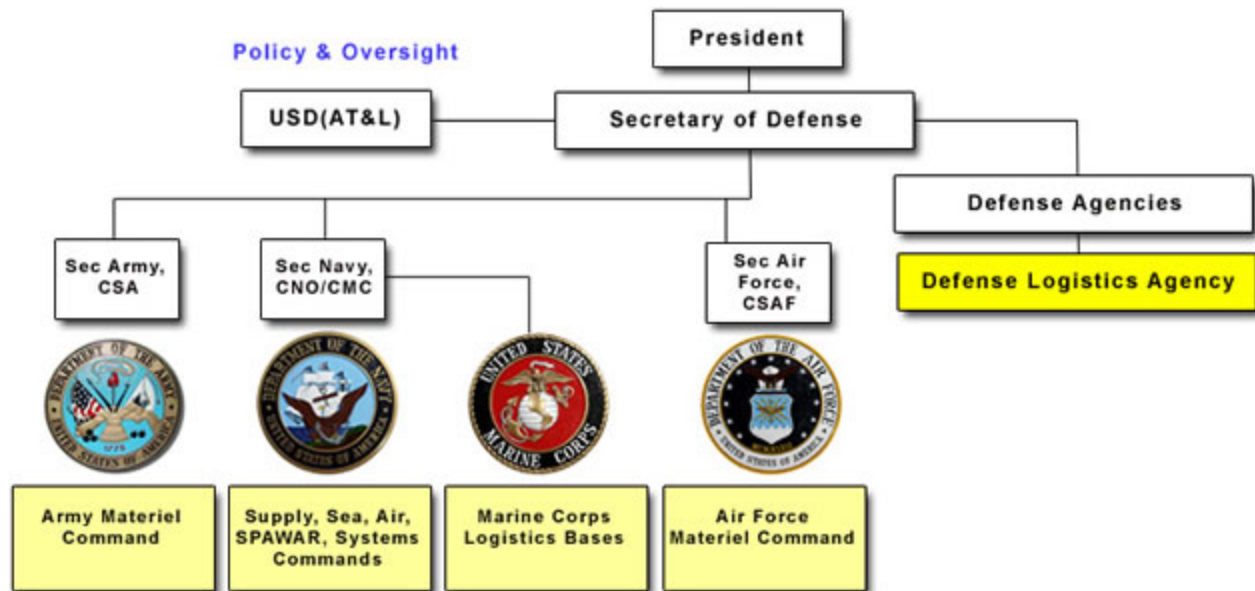 President
Policy & Oversight
USD(AT&L)
Secretary of Defense
Defense Agencies
Defense Logistics Agency
Sec Army,
CSA
Sec Navy,
CNO/CMC
Sec Air
Force,
CSAF
DEPARTMENT OF THE ARMY
UNITED STATES OF AMERICA
1775
DEPARTMENT OF THE NAVY
UNITED STATES OF AMERICA
UNITED STATES
MARINE CORPS
DEPARTMENT OF THE AIR FORCE
UNITED STATES OF AMERICA
Army Materiel
Command
Supply, Sea, Air,
SPAWAR, Systems
Commands
Marine Corps
Logistics Bases
Air Force
Materiel Command